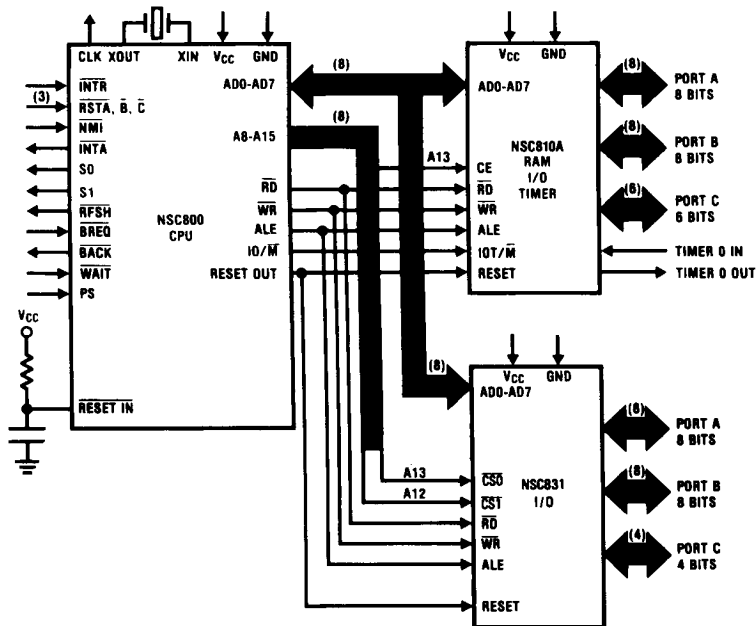 CLK XOUT XIN VCC GND
INTR
(3) RSTA, B, C
NMI
INTA
S0
S1
RFSH
BREQ
BACK
WAIT
PS
VCC
RESET IN
NSC800
CPU
AD0-AD7
A8-A15
RD
WR
ALE
IO/M
RESET OUT
(8)
(8)
A13
VCC GND
AD0-AD7
NSC810A
RAM
I/O
TIMER
CE
RD
WR
ALE
IOT/M
RESET
(8) PORT A
8 BITS
(8) PORT B
8 BITS
(6) PORT C
6 BITS
TIMER 0 IN
TIMER 0 OUT
(8)
VCC GND
AD0-AD7
A13
A12
CS0
CS1
RD
WR
ALE
RESET
NSC831
I/O
(8) PORT A
8 BITS
(8) PORT B
8 BITS
(4) PORT C
4 BITS